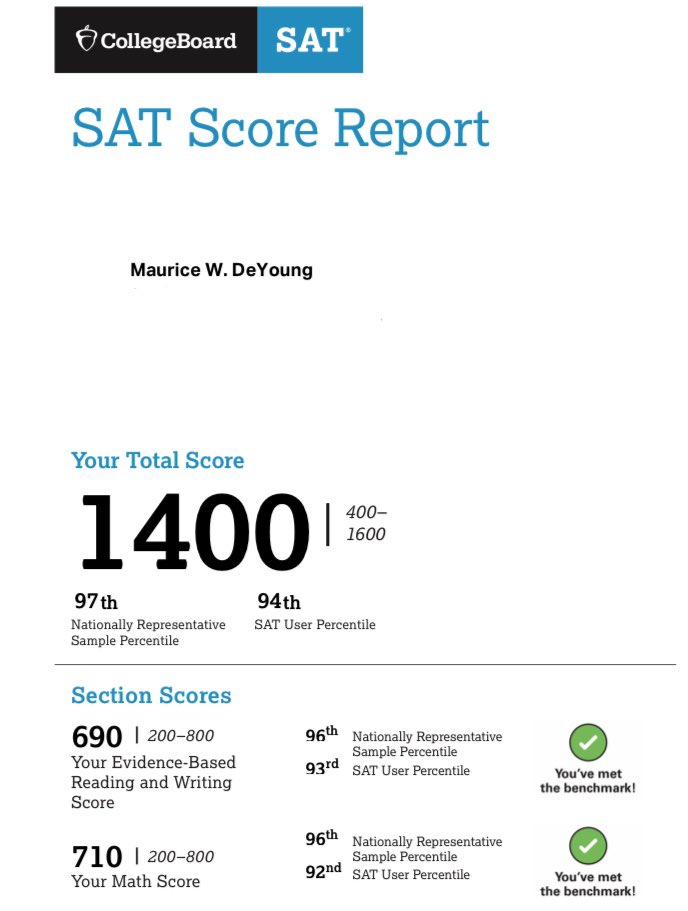 CollegeBoard SAT®
SAT Score Report
Maurice W. DeYoung
Your Total Score
1400 | 400–
1600
97th 94th
Nationally Representative SAT User Percentile
Sample Percentile
Section Scores
690 | 200–800
Your Evidence-Based
Reading and Writing
Score
96th Nationally Representative
Sample Percentile
93rd SAT User Percentile
You've met
the benchmark!
710 | 200–800
Your Math Score
96th Nationally Representative
Sample Percentile
92nd SAT User Percentile
You've met
the benchmark!